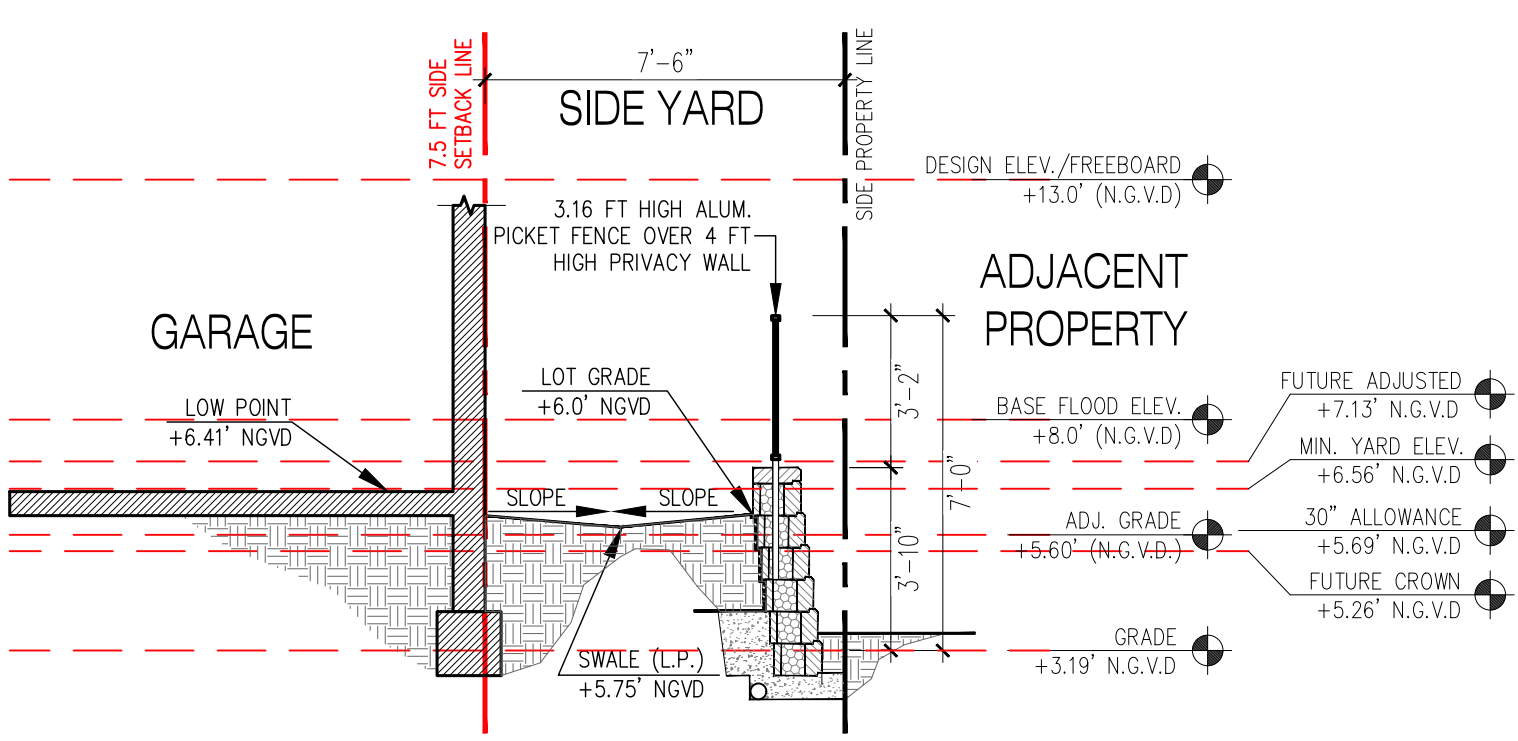 7.5 FT SIDE
SETBACK LINE
7'-6"
SIDE YARD
SIDE PROPERTY LINE
DESIGN ELEV./FREEBOARD
+13.0' (N.G.V.D)
3.16 FT HIGH ALUM.
PICKET FENCE OVER 4 FT
HIGH PRIVACY WALL
ADJACENT
PROPERTY
GARAGE
LOT GRADE
+6.0' NGVD
LOW POINT
+6.41' NGVD
3'-2"
7'-0"
3'-10"
BASE FLOOD ELEV.
+8.0' (N.G.V.D)
FUTURE ADJUSTED
+7.13' N.G.V.D
MIN. YARD ELEV.
+6.56' N.G.V.D
SLOPE
SLOPE
ADJ. GRADE
+5.60' (N.G.V.D.)
30" ALLOWANCE
+5.69' N.G.V.D
FUTURE CROWN
+5.26' N.G.V.D
GRADE
+3.19' N.G.V.D
SWALE (L.P.)
+5.75' NGVD